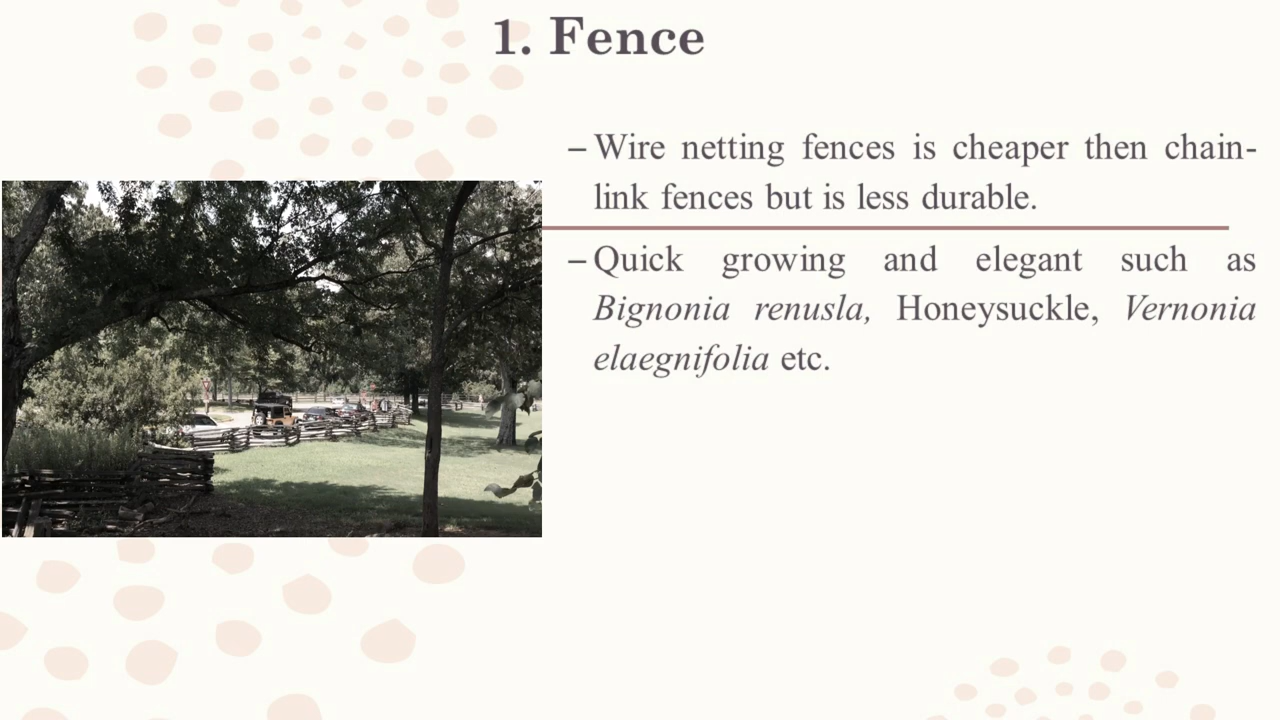 1. Fence
– Wire netting fences is cheaper then chain-
link fences but is less durable.
– Quick growing and elegant such as
Bignonia renusla, Honeysuckle, Vernonia
elaegnifolia etc.